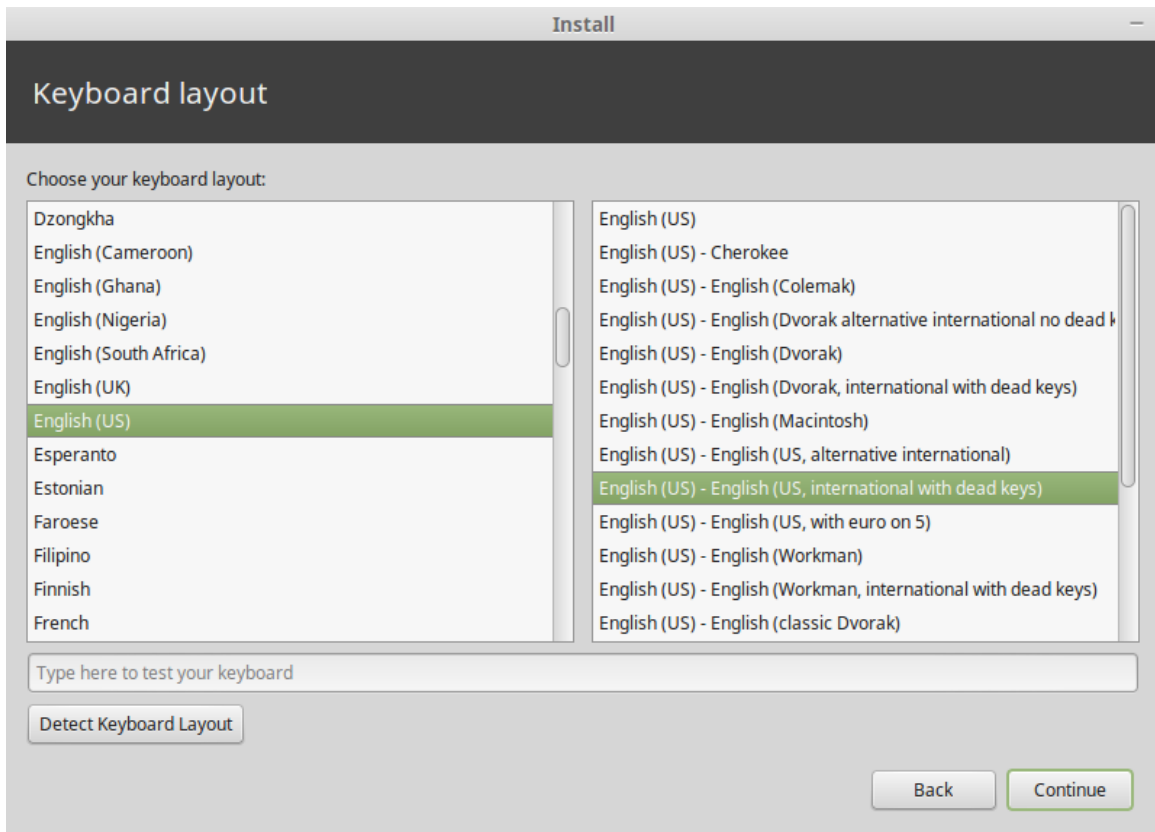 Install
Keyboard layout
Choose your keyboard layout:
Dzongkha
English (Cameroon)
English (Ghana)
English (Nigeria)
English (South Africa)
English (UK)
English (US)
Esperanto
Estonian
Faroese
Filipino
Finnish
French
English (US)
English (US) - Cherokee
English (US) - English (Colemak)
English (US) - English (Dvorak alternative international no dead k
English (US) - English (Dvorak)
English (US) - English (Dvorak, international with dead keys)
English (US) - English (Macintosh)
English (US) - English (US, alternative international)
English (US) - English (US, international with dead keys)
English (US) - English (US, with euro on 5)
English (US) - English (Workman)
English (US) - English (Workman, international with dead keys)
English (US) - English (classic Dvorak)
Type here to test your keyboard
Detect Keyboard Layout
Back
Continue